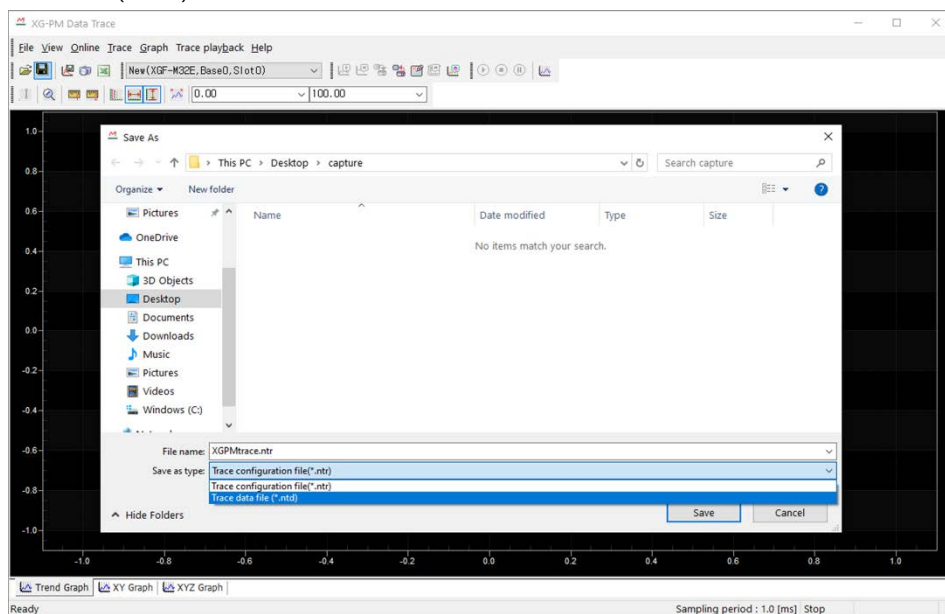 XG-PM Data Trace
File View Online Trace Graph Trace playback Help
New(XGF-M32E,Base0,Slot0)
0.00 100.00
Save As
This PC > Desktop > capture
Search capture
Organize New folder
Name Date modified Type Size
No items match your search.
Pictures
OneDrive
This PC
3D Objects
Desktop
Documents
Downloads
Music
Pictures
Videos
Windows (C:)
File name: XGPMtrace.ntr
Save as type: Trace configuration file(*.ntr)
Trace configuration file(*.ntr)
Trace data file (*.ntd)
Hide Folders
Save Cancel
1.0
0.8
0.6
0.4
0.2
0.0
-0.2
-0.4
-0.6
-0.8
-1.0
-1.0 -0.8 -0.6 -0.4 -0.2 0.0 0.2 0.4 0.6 0.8 1.0
Trend Graph XY Graph XYZ Graph
Ready Sampling period : 1.0 [ms] Stop